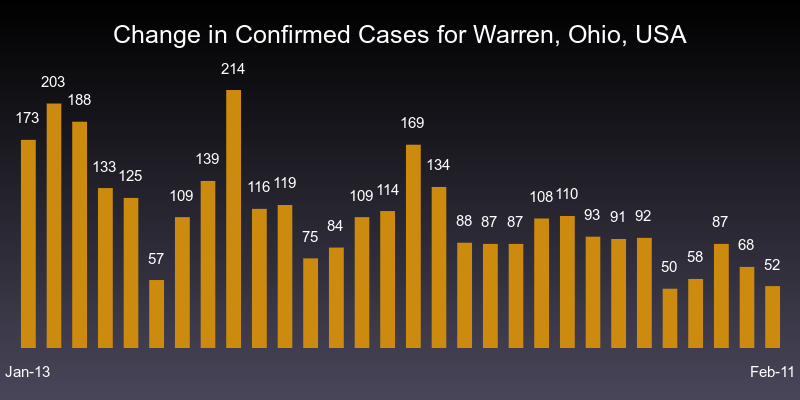 Change in Confirmed Cases for Warren, Ohio, USA
173 203 188 133 125 57 109 139 214 116 119 75 84 109 114 169 134 88 87 87 108 110 93 91 92 50 58 87 68 52
Jan-13 Feb-11